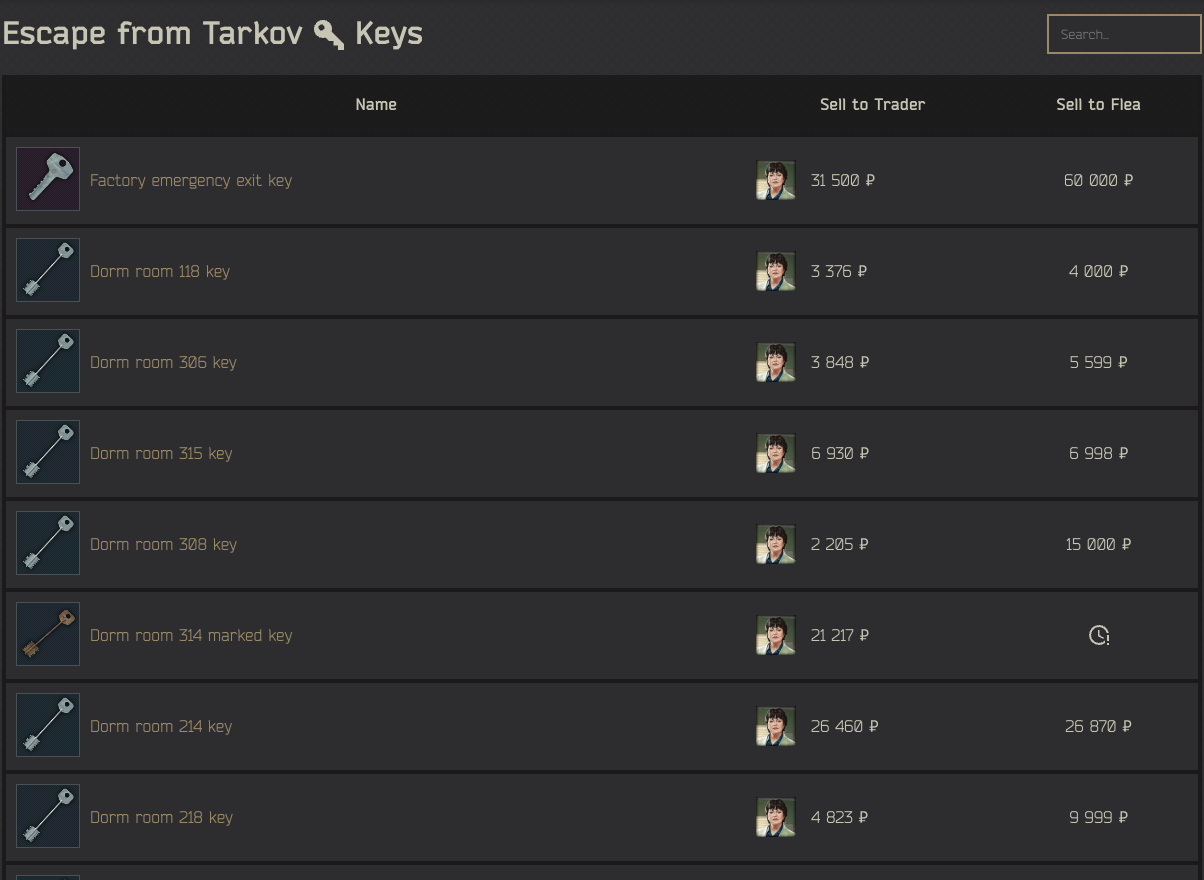 Escape from Tarkov Keys
Search...
Name Sell to Trader Sell to Flea
Factory emergency exit key 31 500 ₽ 60 000 ₽
Dorm room 118 key 3 376 ₽ 4 000 ₽
Dorm room 306 key 3 848 ₽ 5 599 ₽
Dorm room 315 key 6 930 ₽ 6 998 ₽
Dorm room 308 key 2 205 ₽ 15 000 ₽
Dorm room 314 marked key 21 217 ₽
Dorm room 214 key 26 460 ₽ 26 870 ₽
Dorm room 218 key 4 823 ₽ 9 999 ₽